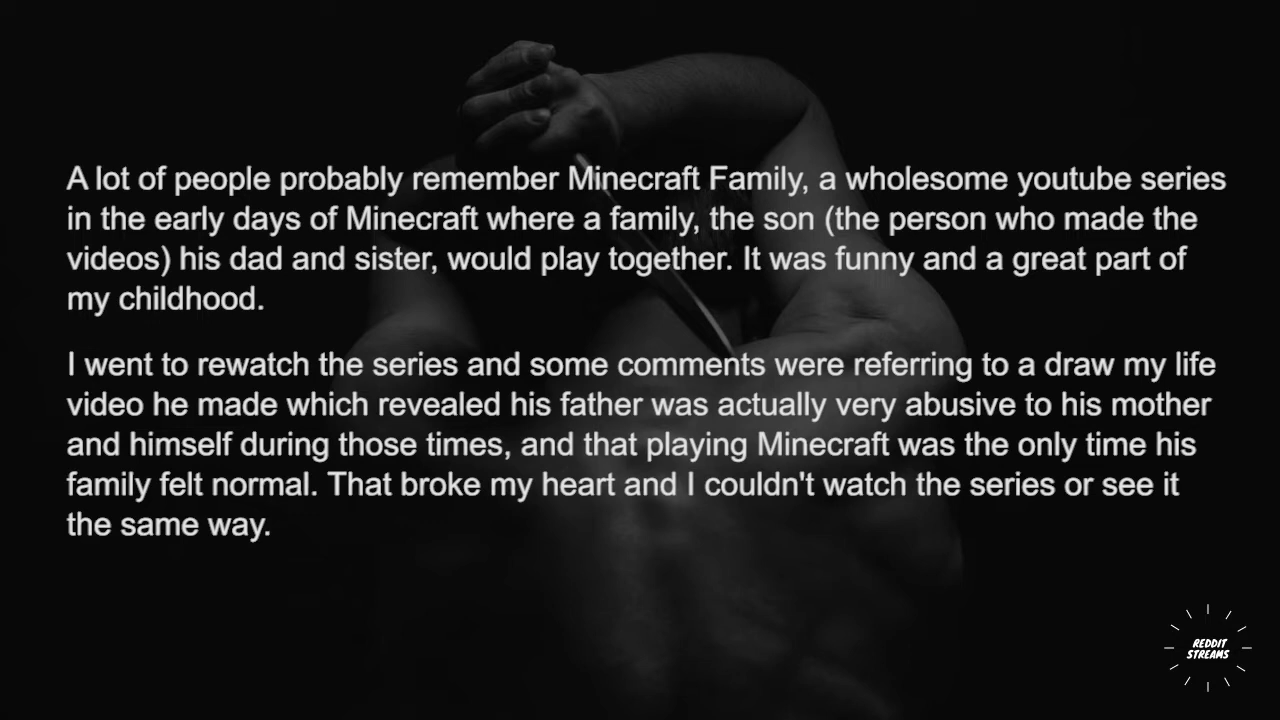 A lot of people probably remember Minecraft Family, a wholesome youtube series
in the early days of Minecraft where a family, the son (the person who made the
videos) his dad and sister, would play together. It was funny and a great part of
my childhood.
I went to rewatch the series and some comments were referring to a draw my life
video he made which revealed his father was actually very abusive to his mother
and himself during those times, and that playing Minecraft was the only time his
family felt normal. That broke my heart and I couldn't watch the series or see it
the same way.
REDDIT
STREAMS